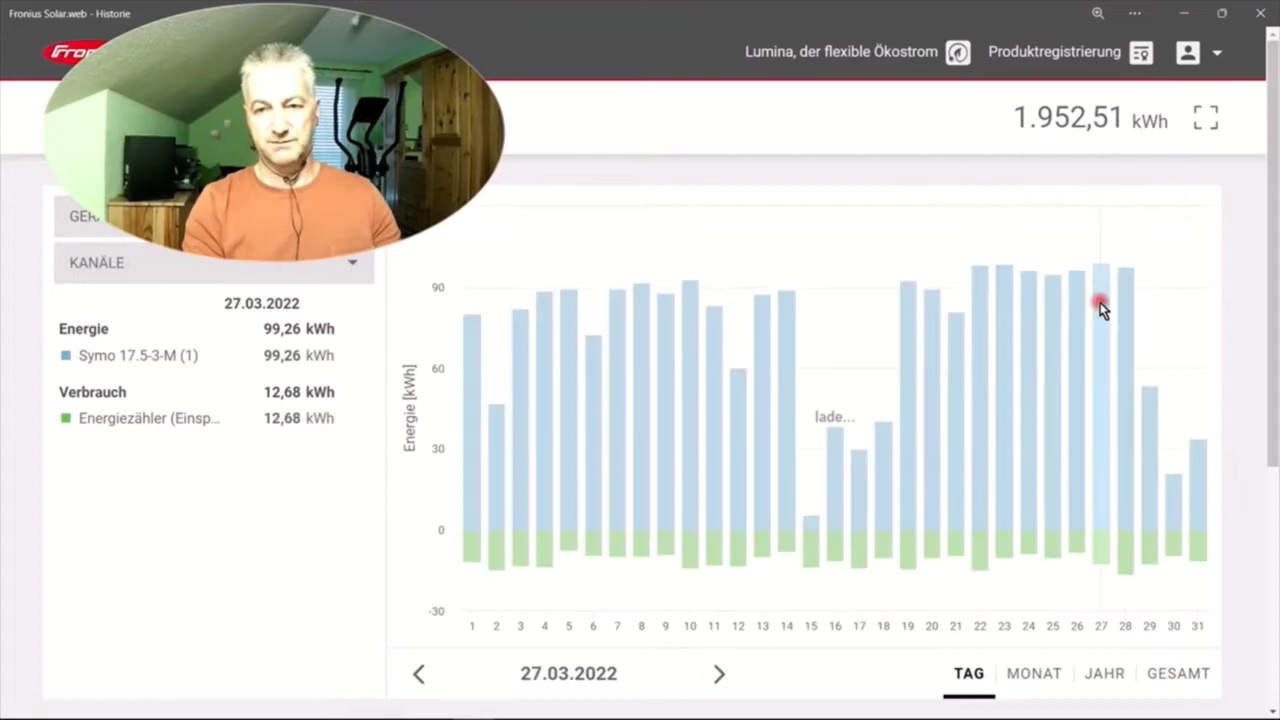 Fronius Solar.web - Historie
Lumina, der flexible Ökostrom
Produktregistrierung
1.952,51 kWh
KANÄLE
27.03.2022
Energie 99,26 kWh
Symo 17.5-3-M (1) 99,26 kWh
Verbrauch 12,68 kWh
Energiezähler (Einsp... 12,68 kWh
Energie [kWh]
90
60
30
0
-30
lade...
1 2 3 4 5 6 7 8 9 10 11 12 13 14 15 16 17 18 19 20 21 22 23 24 25 26 27 28 29 30 31
27.03.2022
TAG MONAT JAHR GESAMT